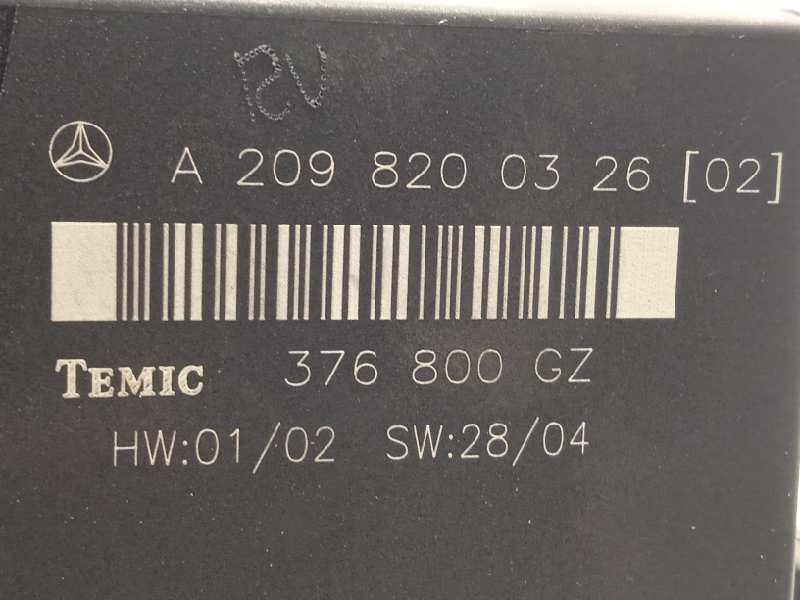 A 209 820 03 26 [02]
TEMIC 376 800 GZ
HW:01/02 SW:28/04